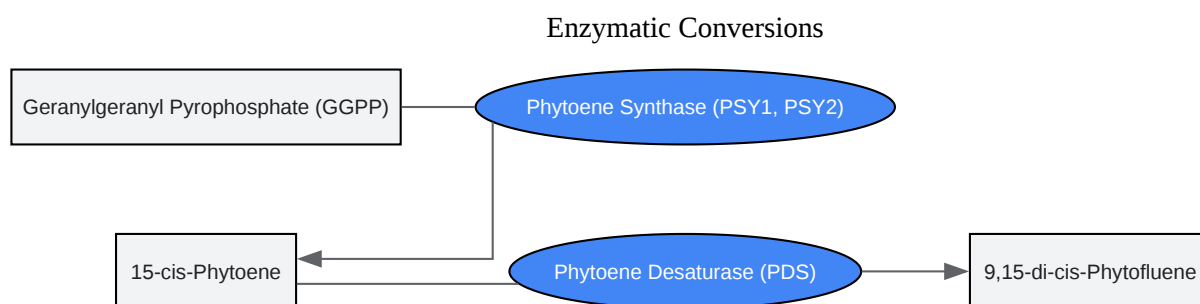 Enzymatic Conversions
Geranylgeranyl Pyrophosphate (GGPP)
Phytoene Synthase (PSY1, PSY2)
15-cis-Phytoene
Phytoene Desaturase (PDS)
9,15-di-cis-Phytofluene